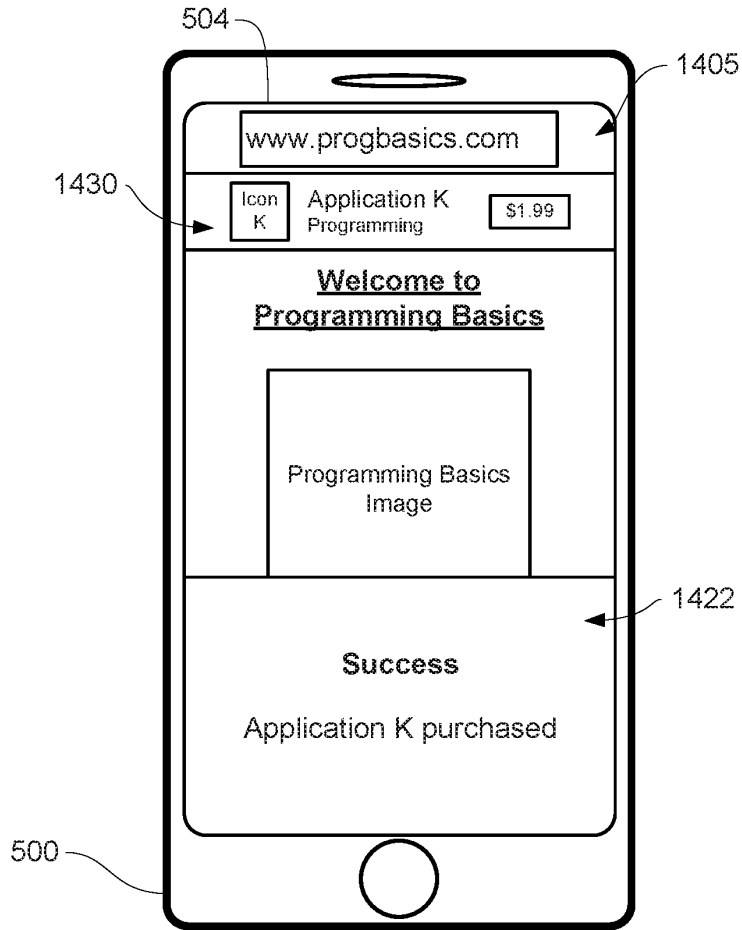 504
1405
www.progbasics.com
1430
Icon
K
Application K
Programming
$1.99
Welcome to
Programming Basics
Programming Basics
Image
1422
Success
Application K purchased
500